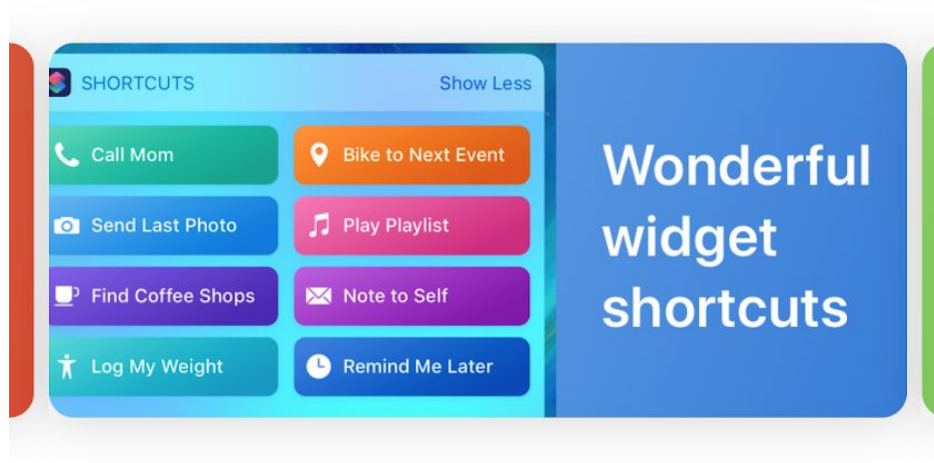 SHORTCUTS Show Less
Call Mom Bike to Next Event
Send Last Photo Play Playlist
Find Coffee Shops Note to Self
Log My Weight Remind Me Later
Wonderful
widget
shortcuts